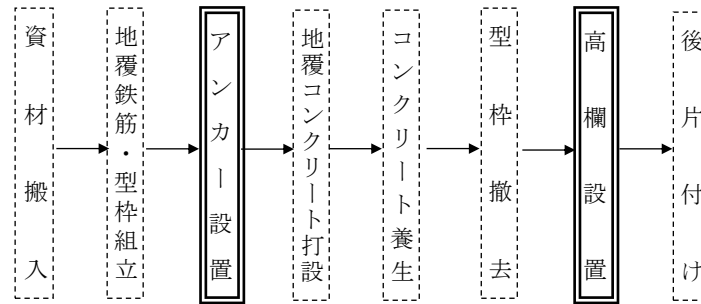 資材搬入
地覆鉄筋・型枠組立
アンカー設置
地覆コンクリート打設
コンクリート養生
型枠撤去
高欄設置
後片付け